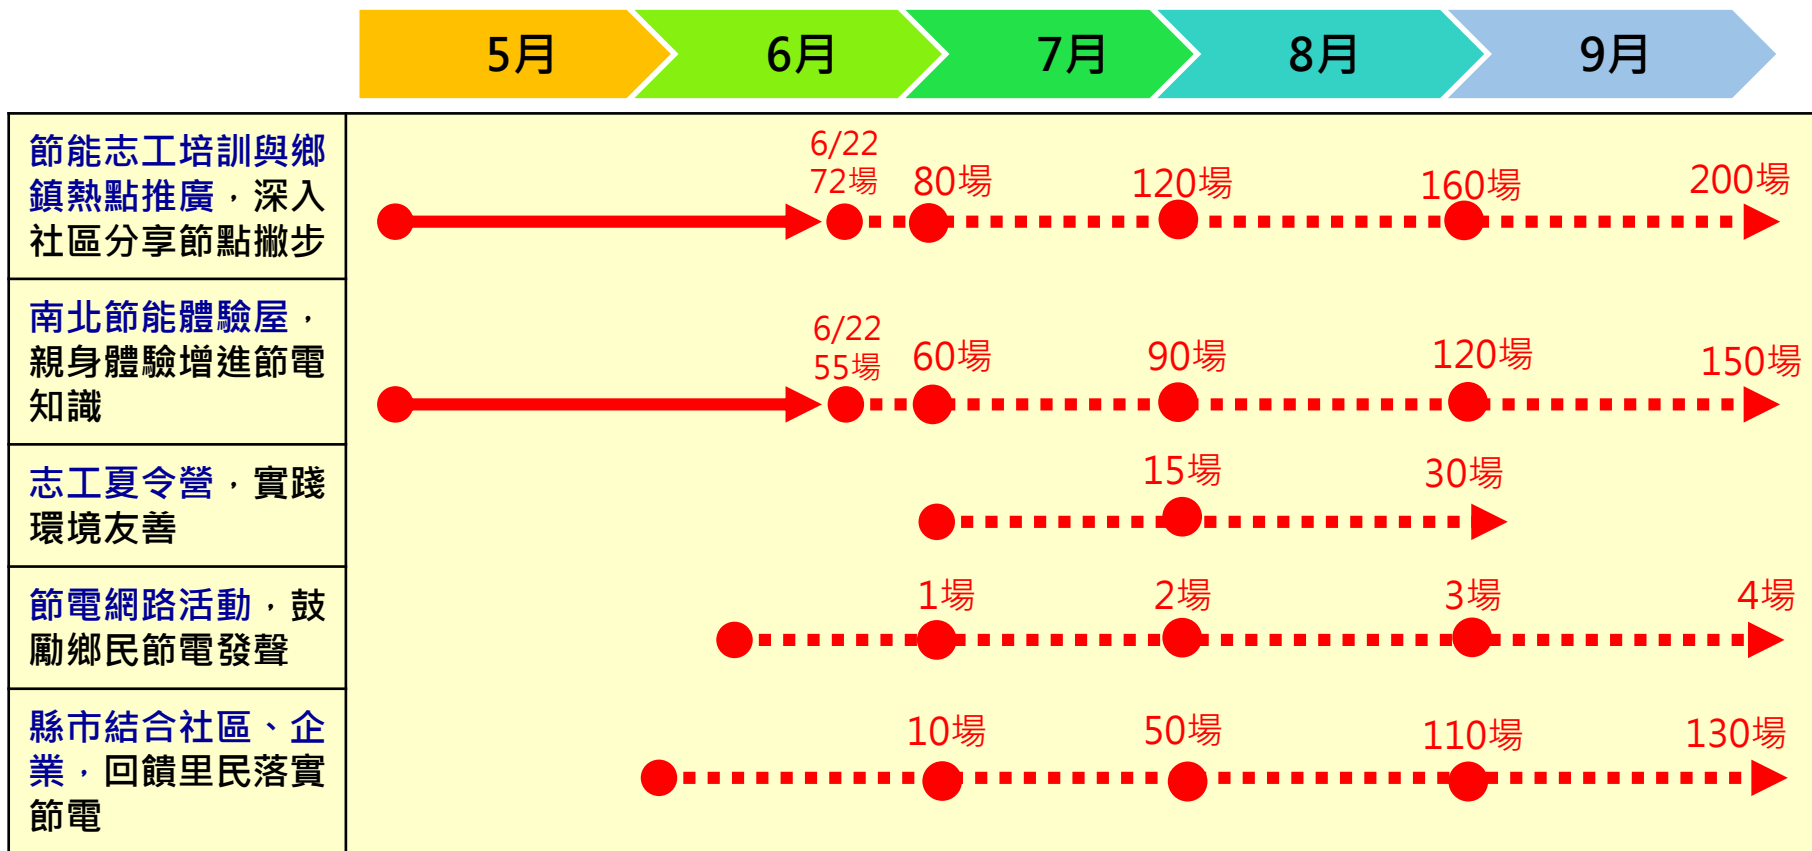 5月
6月
7月
8月
9月
節能志工培訓與鄉
鎮熱點推廣，深入
社區分享節點撇步
6/22
72場
80場
120場
160場
200場
南北節能體驗屋，
親身體驗增進節電
知識
6/22
55場
60場
90場
120場
150場
志工夏令營，實踐
環境友善
15場
30場
節電網路活動，鼓
勵鄉民節電發聲
1場
2場
3場
4場
縣市結合社區、企
業，回饋里民落實
節電
10場
50場
110場
130場